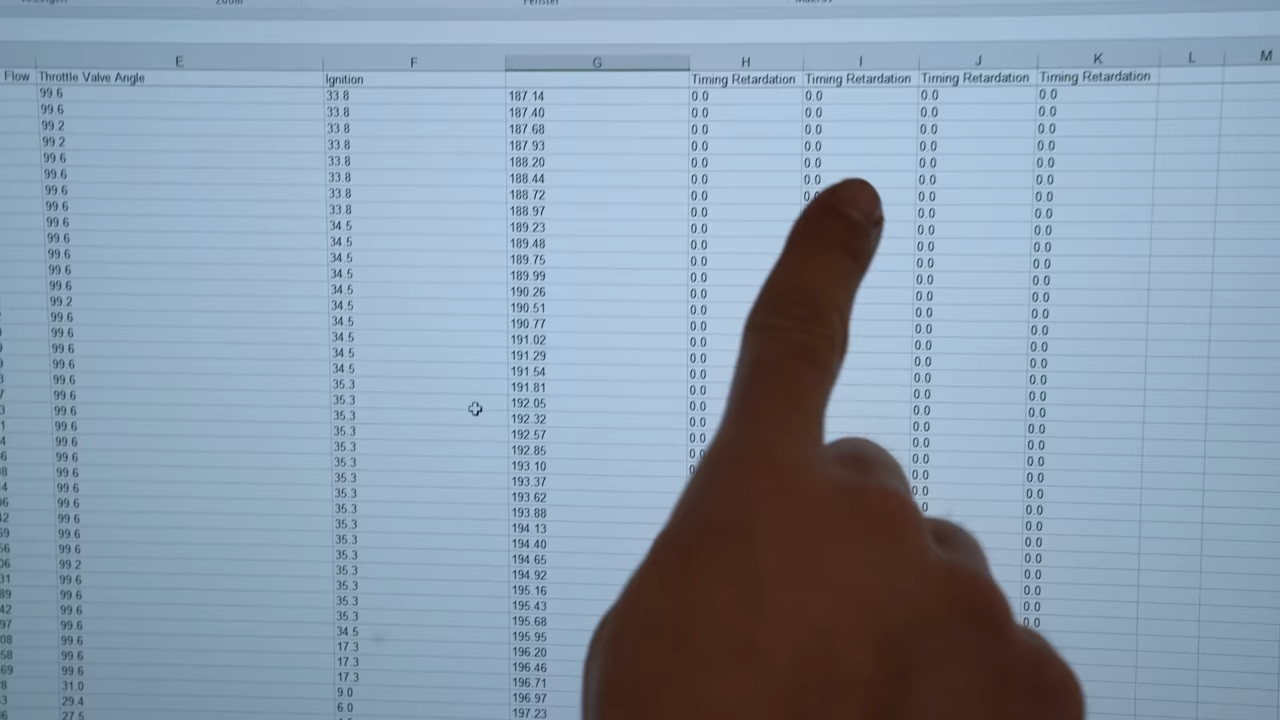 Zoom Fenster
E F G H I J K L M
Flow Throttle Valve Angle Ignition Timing Retardation Timing Retardation Timing Retardation Timing Retardation
99.6 33.8 187.14 0.0 0.0 0.0 0.0
99.6 33.8 187.40 0.0 0.0 0.0 0.0
99.2 33.8 187.68 0.0 0.0 0.0 0.0
99.2 33.8 187.93 0.0 0.0 0.0 0.0
99.6 33.8 188.20 0.0 0.0 0.0 0.0
99.6 33.8 188.44 0.0 0.0 0.0 0.0
99.6 33.8 188.72 0.0 0.0 0.0
99.6 33.8 188.97 0.0 0.0 0.0
99.6 34.5 189.23 0.0 0.0 0.0
99.6 34.5 189.48 0.0 0.0 0.0
99.6 34.5 189.75 0.0 0.0 0.0
99.6 34.5 189.99 0.0 0.0 0.0
99.6 34.5 190.26 0.0 0.0 0.0
99.2 34.5 190.51 0.0 0.0 0.0
99.6 34.5 190.77 0.0 0.0 0.0
99.6 34.5 191.02 0.0 0.0 0.0
99.6 34.5 191.29 0.0 0.0 0.0
99.6 34.5 191.54 0.0 0.0 0.0
99.6 35.3 191.81 0.0 0.0 0.0
99.6 35.3 192.05 0.0 0.0 0.0
99.6 35.3 192.32 0.0 0.0 0.0
99.6 35.3 192.57 0.0 0.0 0.0
99.6 35.3 192.85 0.0 0.0
99.6 35.3 193.10 0.0 0.0
99.6 35.3 193.37 0.0 0.0
99.6 35.3 193.62 0.0
99.6 35.3 193.88 0.0
99.6 35.3 194.13 0.0
99.6 35.3 194.40 0.0
99.6 35.3 194.65 0.0
99.2 35.3 194.92 0.0
99.6 35.3 195.16 0.0
99.6 35.3 195.43
99.6 35.3 195.68
99.6 34.5 195.95
99.6 17.3 196.20
99.6 17.3 196.46
99.6 17.3 196.71
31.0 9.0 196.97
29.4 6.0 197.23
27.5